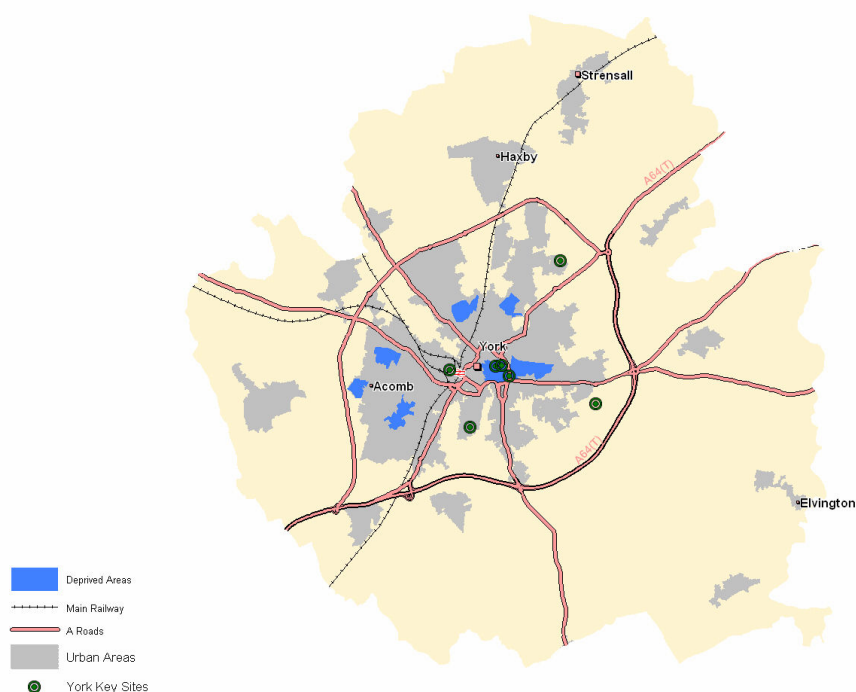 Strensall
Haxby
A64(T)
York
Acomb
A64(T)
Elvington
Deprived Areas
Main Railway
A Roads
Urban Areas
York Key Sites